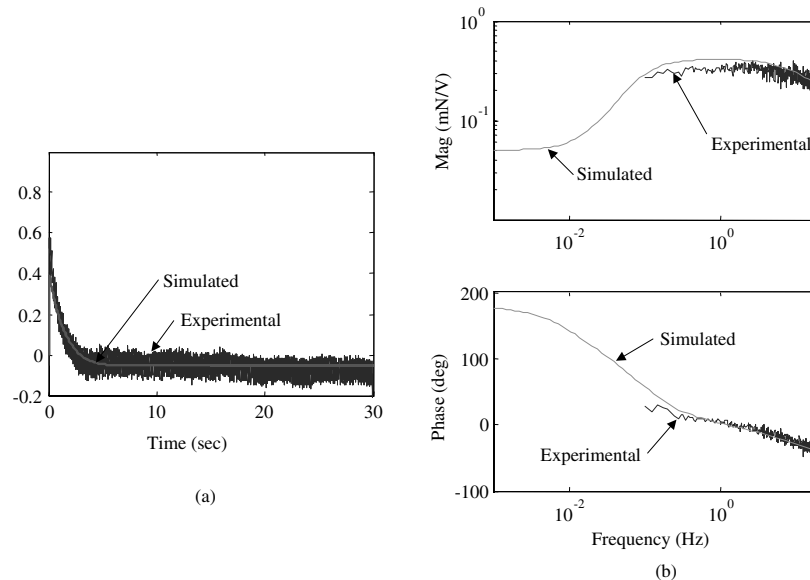 0.8
0.6
0.4
0.2
0
-0.2
Simulated
Experimental
0
10
20
30
Time (sec)
(a)
10^0
10^-1
Mag (mN/V)
Experimental
Simulated
10^-2
10^0
200
100
0
-100
Phase (deg)
Simulated
Experimental
10^-2
10^0
Frequency (Hz)
(b)